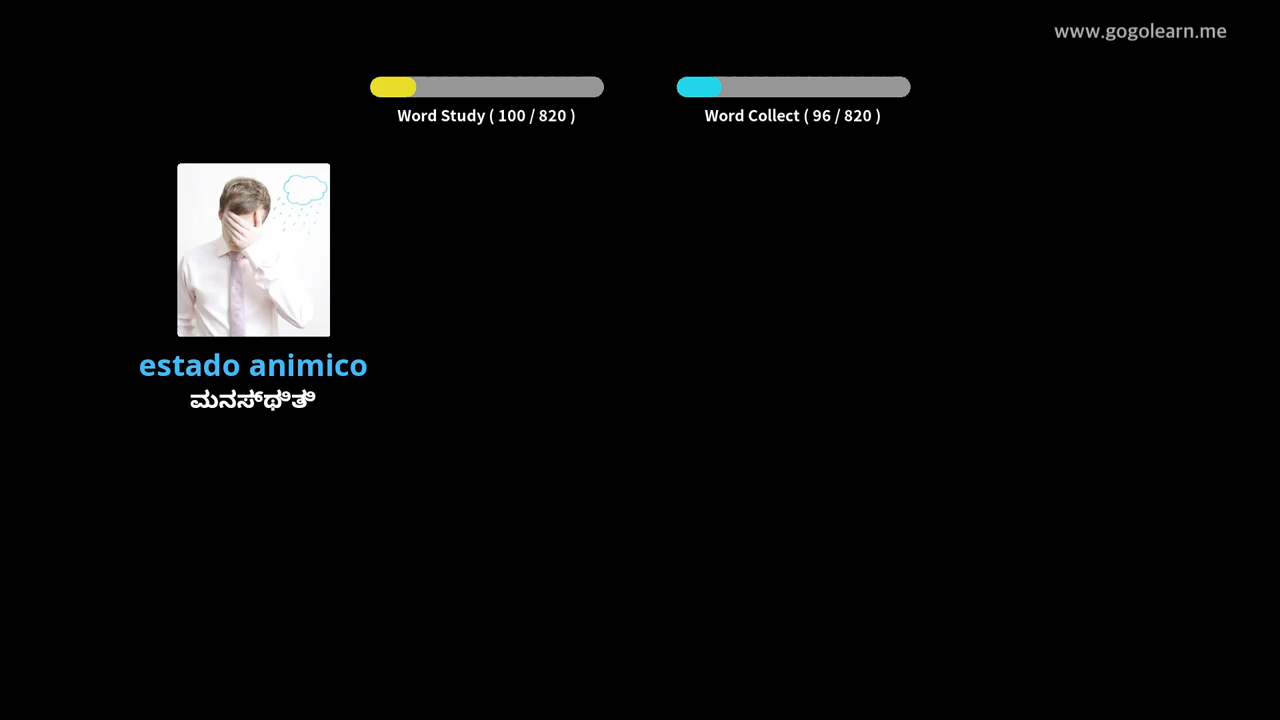 www.gogolearn.me
Word Study ( 100 / 820 )
Word Collect ( 96 / 820 )
estado animico
ಮನಸ್ಥಿತಿ